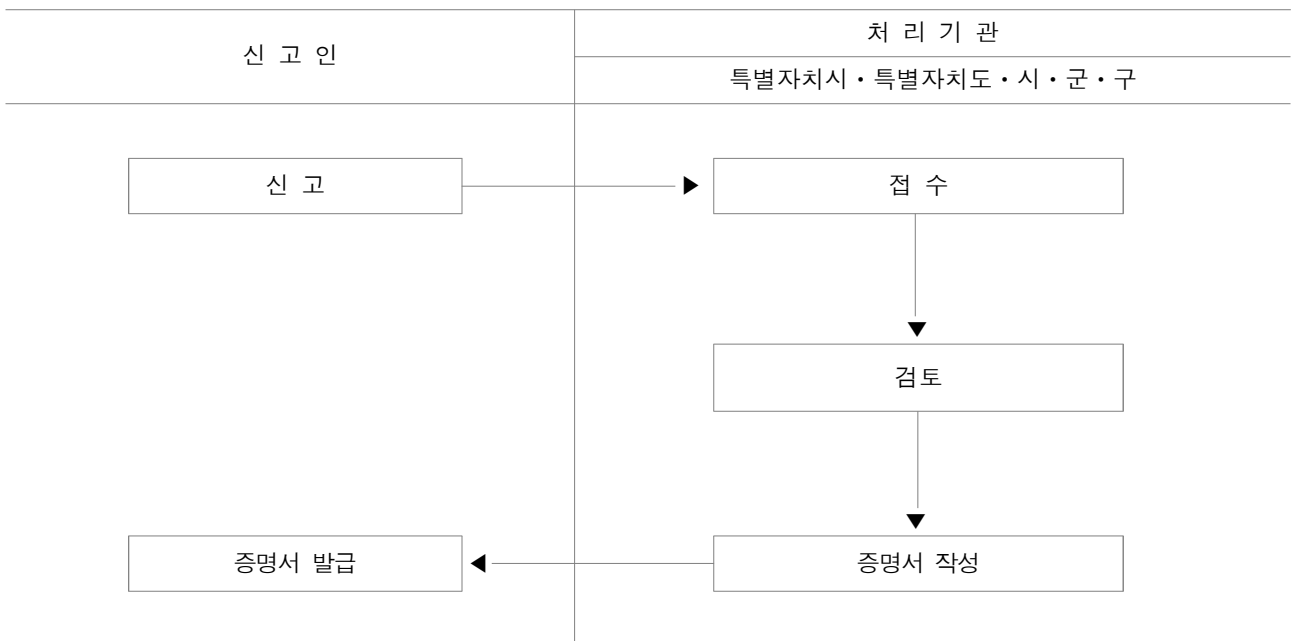 신 고 인
처 리 기 관
특별자치시・특별자치도・시・군・구
신 고
접 수
검토
증명서 발급
증명서 작성